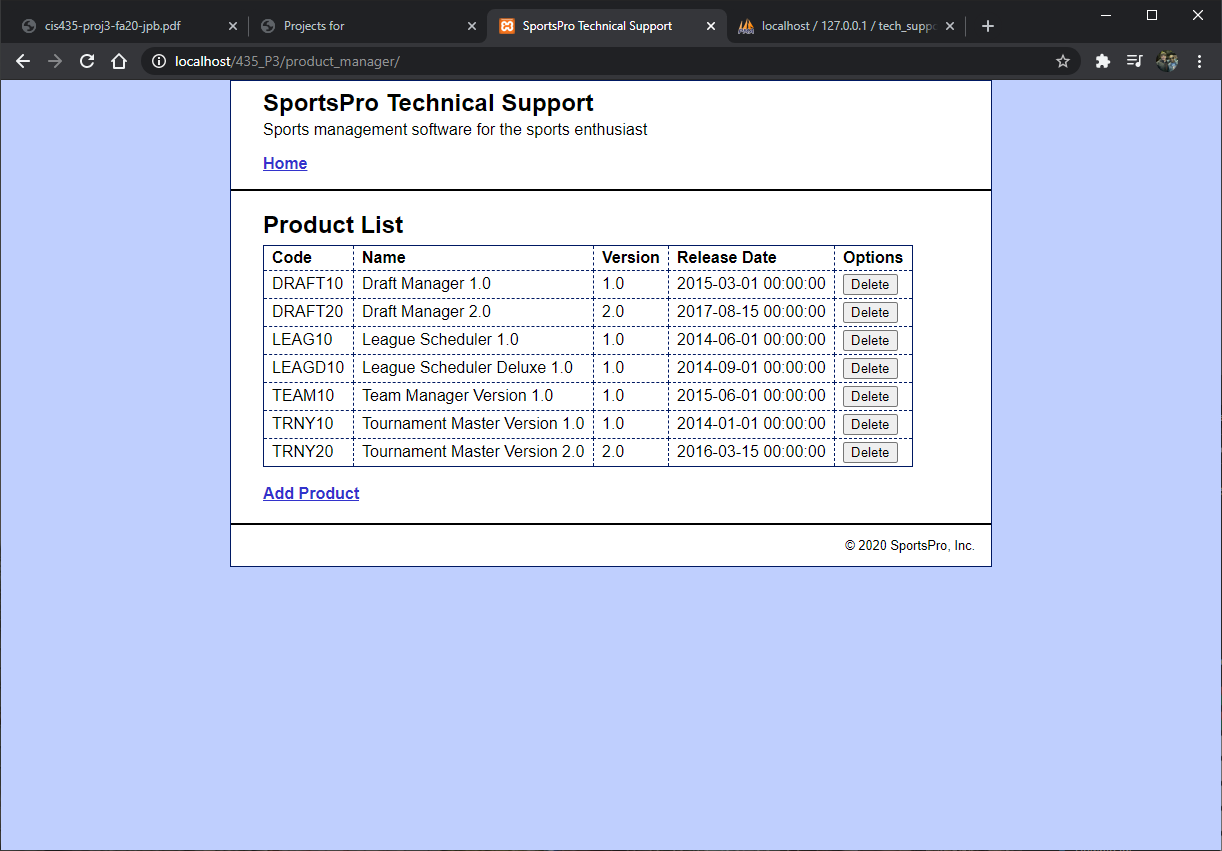 cis435-proj3-fa20-jpb.pdf Projects for SportsPro Technical Support localhost / 127.0.0.1 / tech_suppo
localhost/435_P3/product_manager/
SportsPro Technical Support
Sports management software for the sports enthusiast
Home
Product List
Code Name Version Release Date Options
DRAFT10 Draft Manager 1.0 1.0 2015-03-01 00:00:00 Delete
DRAFT20 Draft Manager 2.0 2.0 2017-08-15 00:00:00 Delete
LEAG10 League Scheduler 1.0 1.0 2014-06-01 00:00:00 Delete
LEAGD10 League Scheduler Deluxe 1.0 1.0 2014-09-01 00:00:00 Delete
TEAM10 Team Manager Version 1.0 1.0 2015-06-01 00:00:00 Delete
TRNY10 Tournament Master Version 1.0 1.0 2014-01-01 00:00:00 Delete
TRNY20 Tournament Master Version 2.0 2.0 2016-03-15 00:00:00 Delete
Add Product
© 2020 SportsPro, Inc.